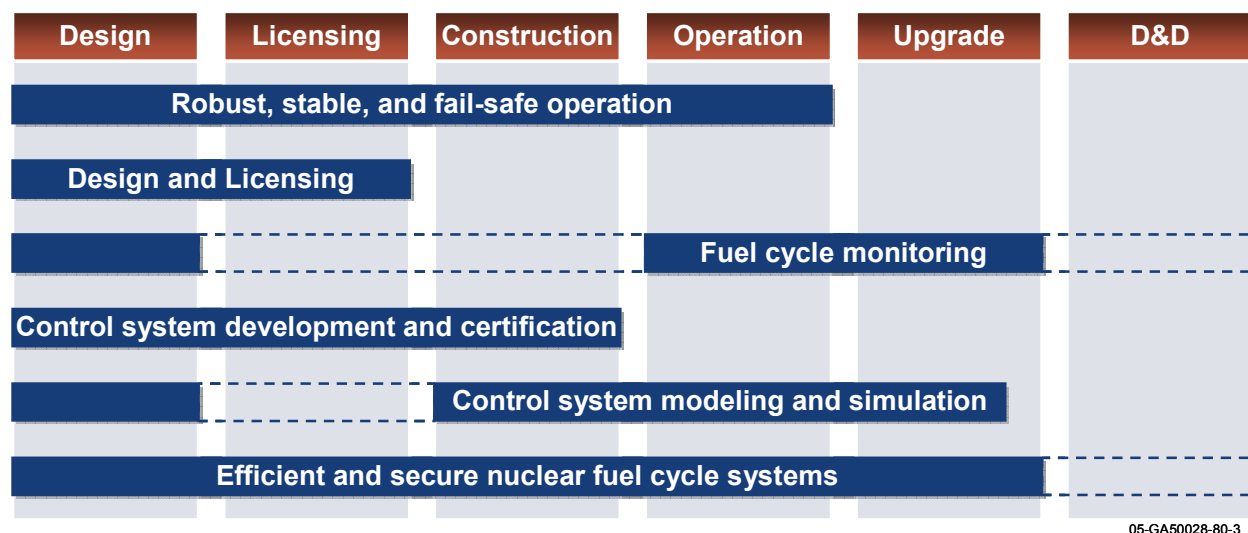 Design Licensing Construction Operation Upgrade D&D
Robust, stable, and fail-safe operation
Design and Licensing
Fuel cycle monitoring
Control system development and certification
Control system modeling and simulation
Efficient and secure nuclear fuel cycle systems
05-GA50028-80-3